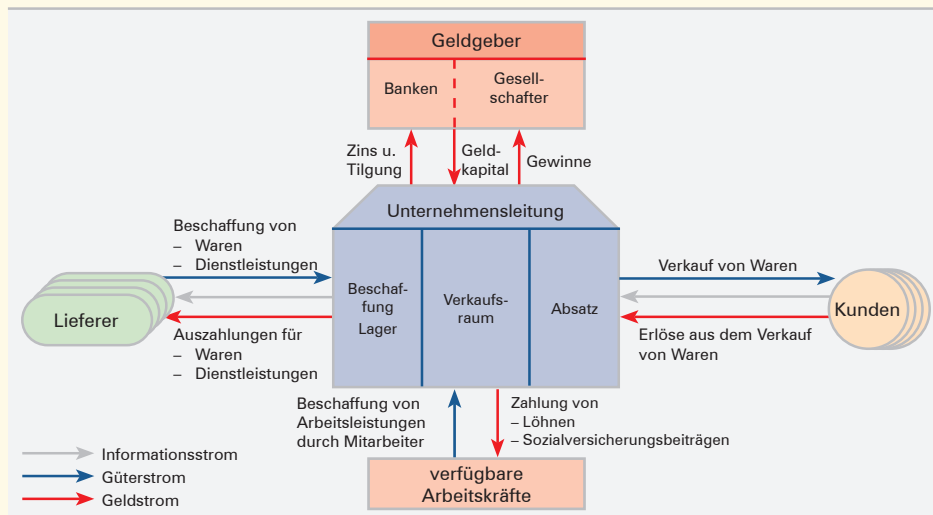 Geldgeber
Banken
Gesell-
schafter
Zins u.
Tilgung
Geld-
kapital
Gewinne
Unternehmensleitung
Beschaffung von
– Waren
– Dienstleistungen
Verkauf von Waren
Lieferer
Beschaf-
fung
Lager
Verkaufs-
raum
Absatz
Kunden
Auszahlungen für
– Waren
– Dienstleistungen
Erlöse aus dem Verkauf
von Waren
Beschaffung von
Arbeitsleistungen
durch Mitarbeiter
Zahlung von
– Löhnen
– Sozialversicherungsbeiträgen
verfügbare
Arbeitskräfte
Informationsstrom
Güterstrom
Geldstrom